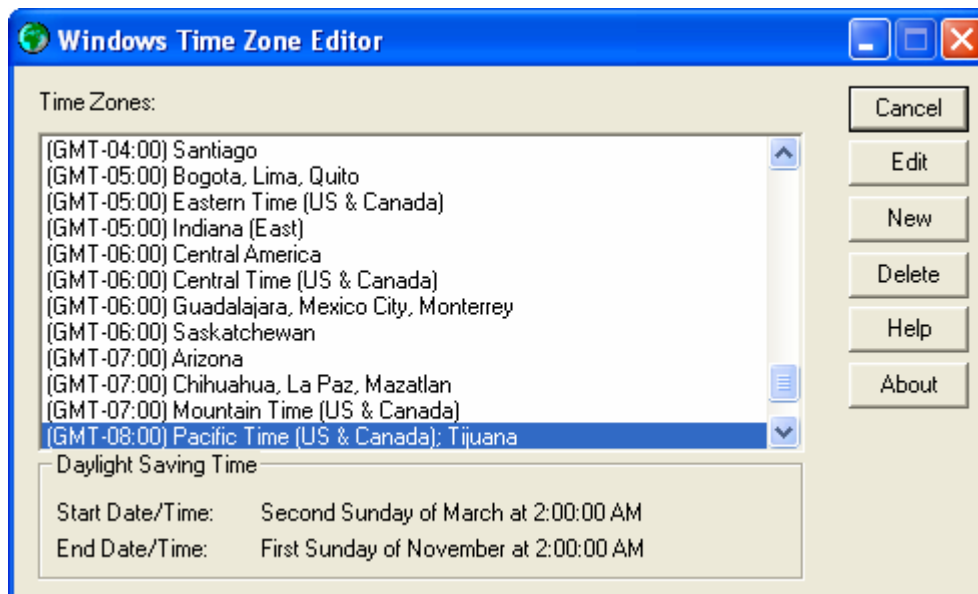 Windows Time Zone Editor
Time Zones:
(GMT-04:00) Santiago
(GMT-05:00) Bogota, Lima, Quito
(GMT-05:00) Eastern Time (US & Canada)
(GMT-05:00) Indiana (East)
(GMT-06:00) Central America
(GMT-06:00) Central Time (US & Canada)
(GMT-06:00) Guadalajara, Mexico City, Monterrey
(GMT-06:00) Saskatchewan
(GMT-07:00) Arizona
(GMT-07:00) Chihuahua, La Paz, Mazatlan
(GMT-07:00) Mountain Time (US & Canada)
(GMT-08:00) Pacific Time (US & Canada); Tijuana
Daylight Saving Time
Start Date/Time: Second Sunday of March at 2:00:00 AM
End Date/Time: First Sunday of November at 2:00:00 AM
Cancel
Edit
New
Delete
Help
About